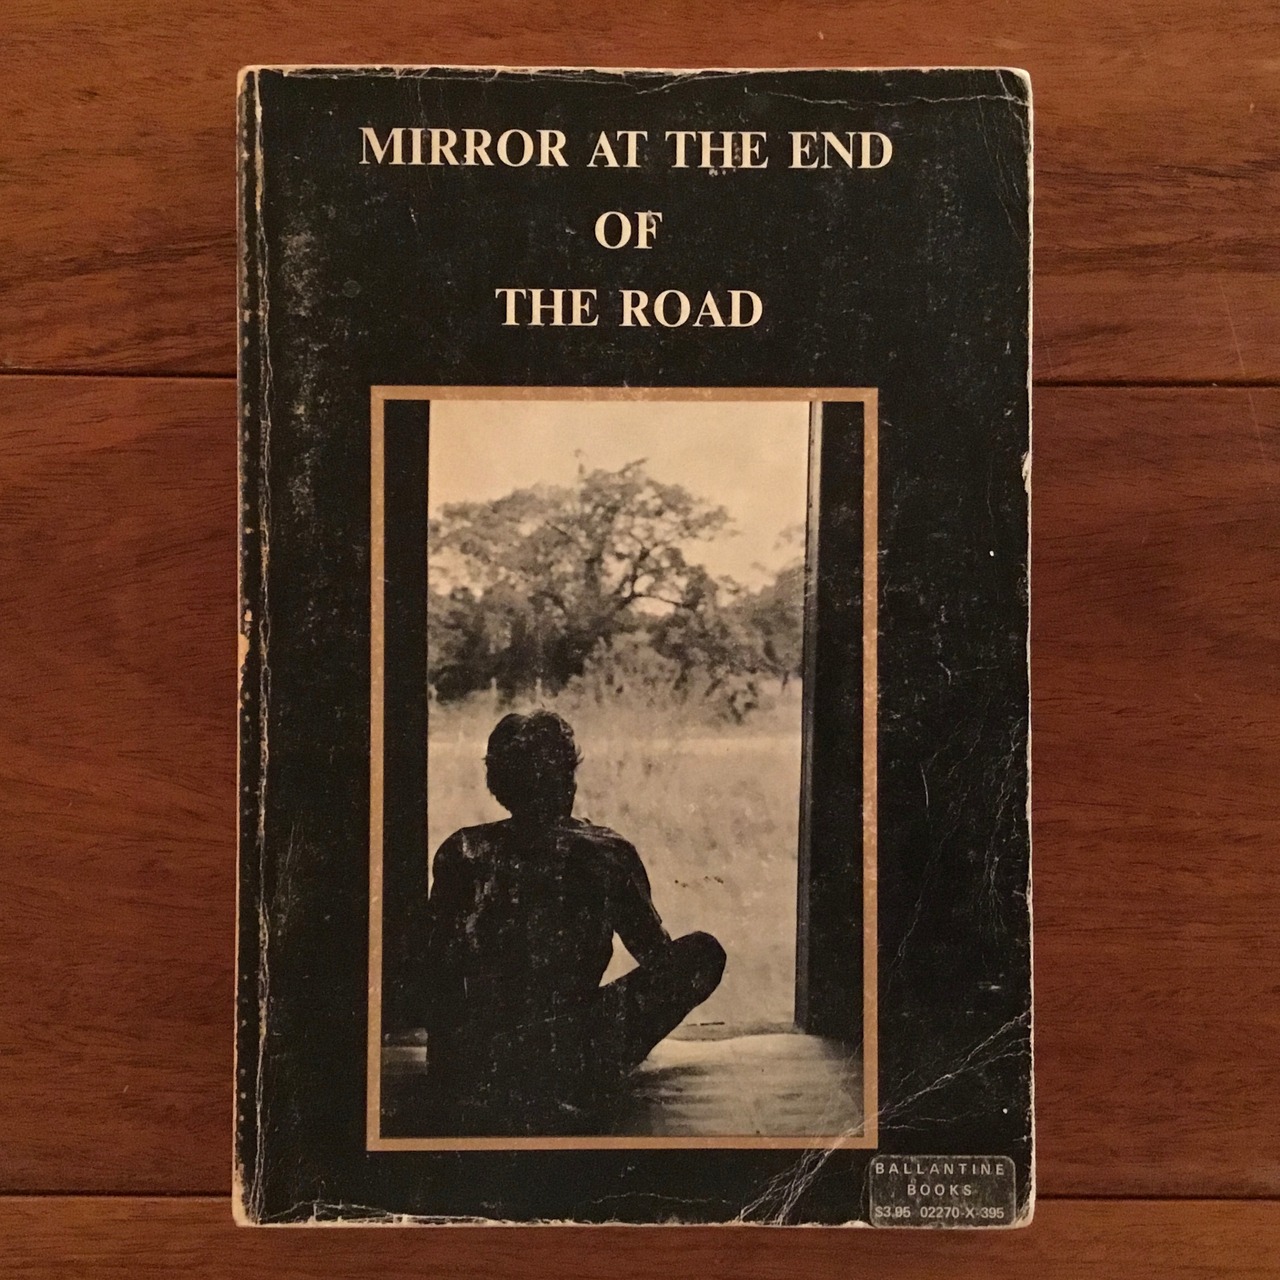 MIRROR AT THE END
OF
THE ROAD
BALLANTINE
BOOKS
$3.95 02270-X-395